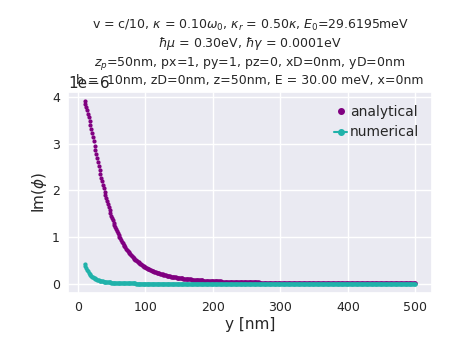 v = c/10, κ = 0.10ω₀, κᵣ = 0.50κ, E₀=29.6195meV
ħμ = 0.30eV, ħγ = 0.0001eV
zₚ=50nm, px=1, py=1, pz=0, xD=0nm, yD=0nm
b = 10nm, zD=0nm, z=50nm, E = 30.00 meV, x=0nm
1e−6
4
3
2
1
0
Im(ϕ)
analytical
numerical
0 100 200 300 400 500
y [nm]